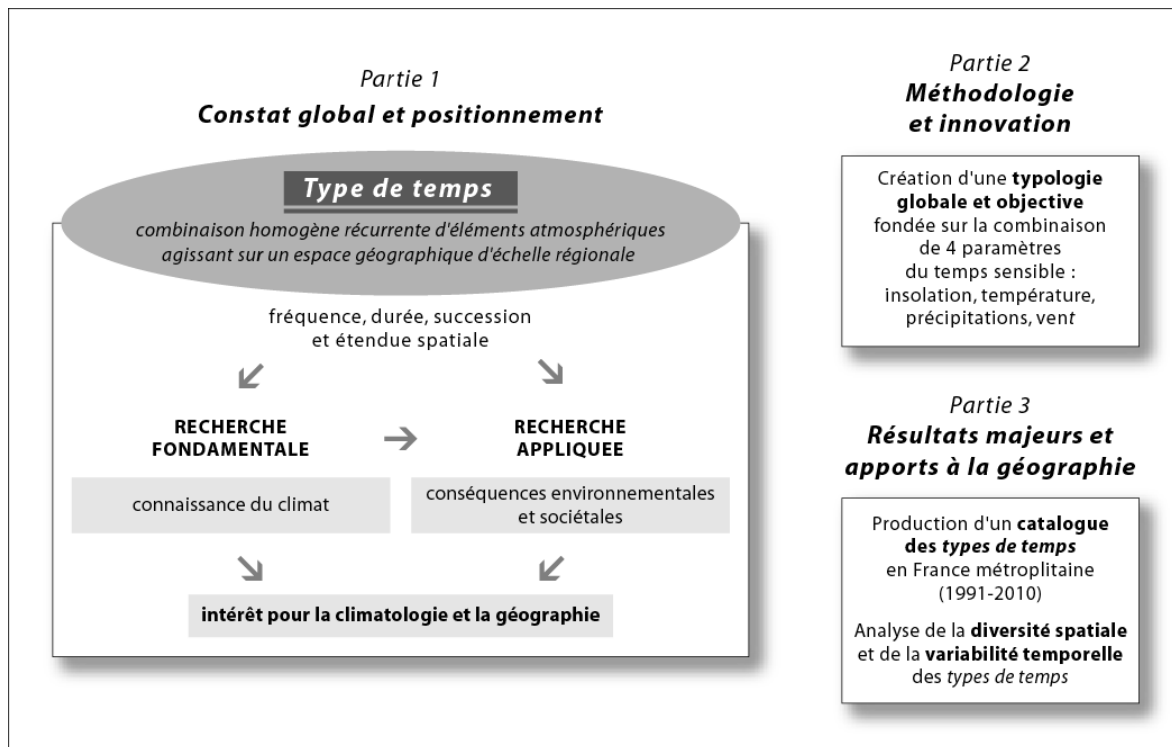 Partie 1
Constat global et positionnement
Type de temps
combinaison homogène récurrente d'éléments atmosphériques
agissant sur un espace géographique d'échelle régionale
fréquence, durée, succession
et étendue spatiale
RECHERCHE
FONDAMENTALE
RECHERCHE
APPLIQUEE
connaissance du climat
conséquences environnementales
et sociétales
intérêt pour la climatologie et la géographie
Partie 2
Méthodologie
et innovation
Création d'une typologie
globale et objective
fondée sur la combinaison
de 4 paramètres
du temps sensible :
insolation, température,
précipitations, vent
Partie 3
Résultats majeurs et
apports à la géographie
Production d'un catalogue
des types de temps
en France métroplitaine
(1991-2010)
Analyse de la diversité spatiale
et de la variabilité temporelle
des types de temps